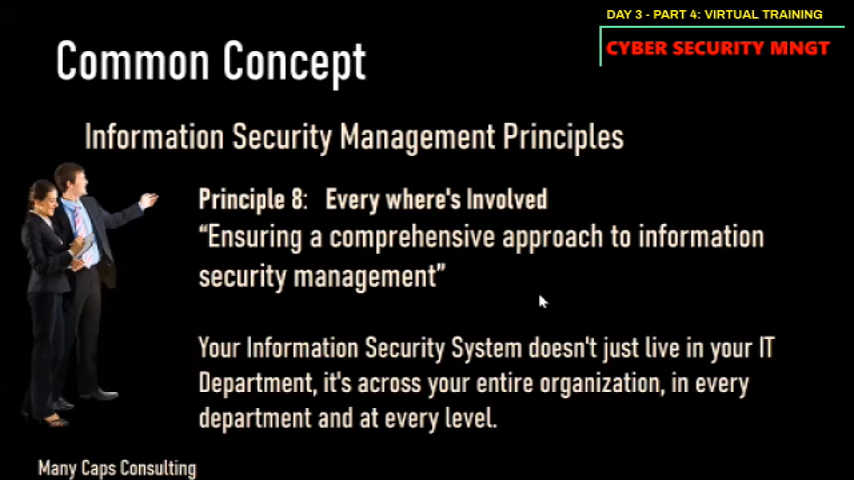 DAY 3 - PART 4: VIRTUAL TRAINING
CYBER SECURITY MNGT
Common Concept
Information Security Management Principles
Principle 8: Every where's Involved
“Ensuring a comprehensive approach to information
security management”
Your Information Security System doesn't just live in your IT
Department, it's across your entire organization, in every
department and at every level.
Many Caps Consulting